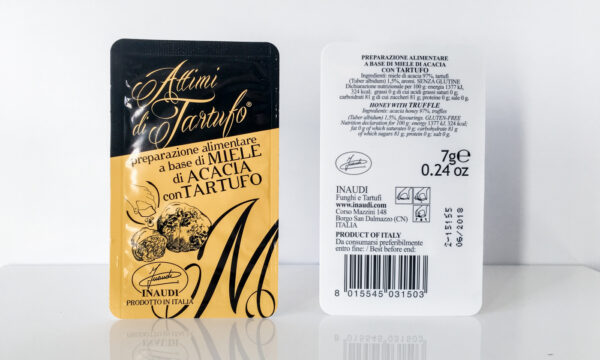 Attimi
di Tartufo®
preparazione alimentare
a base di MIELE
di ACACIA
con TARTUFO
M
Inaudi
INAUDI
PRODOTTO IN ITALIA
PREPARAZIONE ALIMENTARE
A BASE DI MIELE DI ACACIA
CON TARTUFO
Ingredienti: miele di acacia 97%, tartufi
(Tuber albidum) 1,5%, aromi. SENZA GLUTINE
Dichiarazione nutrizionale per 100 g: energia 1377 kJ,
324 kcal; grassi 0 g di cui acidi grassi saturi 0 g;
carboidrati 81 g di cui zuccheri 81 g; proteine 0 g; sale 0 g.
HONEY WITH TRUFFLE
Ingredients: acacia honey 97%, truffles
(Tuber albidum) 1,5%, flavourings. GLUTEN-FREE
Nutrition declaration for 100 g: energy 1377 kJ, 324 kcal;
fat 0 g of which saturates 0 g; carbohydrate 81 g
of which sugars 81 g; protein 0 g; salt 0 g.
Inaudi
7g e
0.24 oz
INAUDI
Funghi e Tartufi
www.inaudi.com
Corso Mazzini 148
Borgo San Dalmazzo (CN)
ITALIA
PRODUCT OF ITALY
Da consumarsi preferibilmente
entro fine: / Best before end:
2-15155
06/2018
8 015545 031503